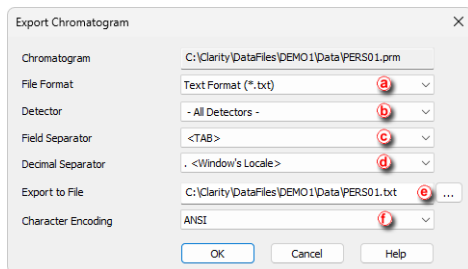 Export Chromatogram
Chromatogram C:\Clarity\DataFiles\DEMO1\Data\PERS01.prm
File Format Text Format (*.txt) a
Detector - All Detectors - b
Field Separator <TAB> c
Decimal Separator . <Window's Locale> d
Export to File C:\Clarity\DataFiles\DEMO1\Data\PERS01.txt e ...
Character Encoding ANSI f
OK Cancel Help